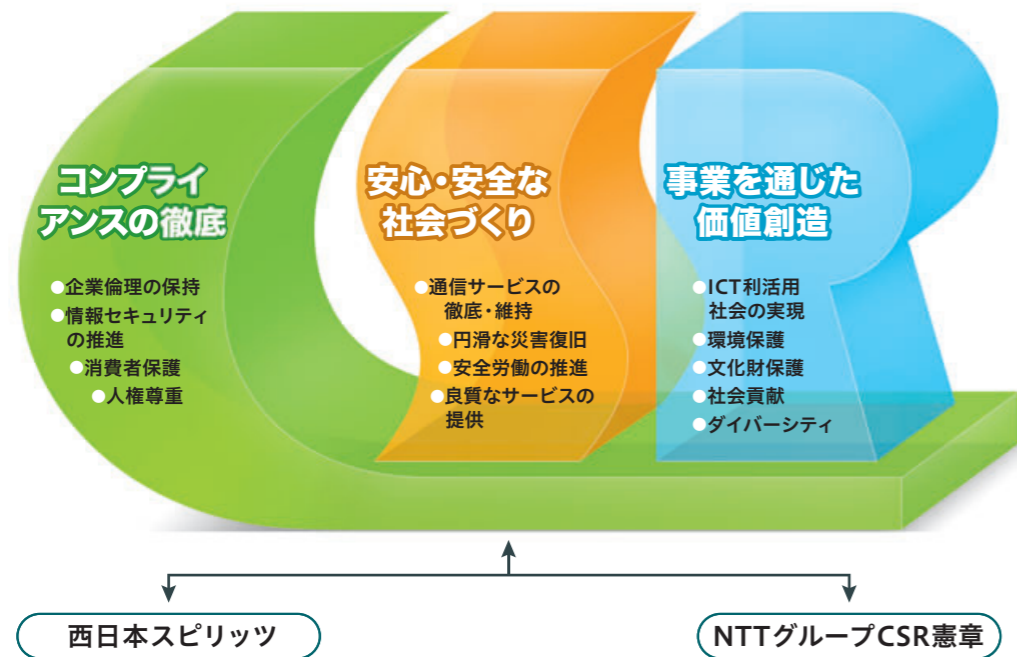 コンプライ
アンスの徹底
●企業倫理の保持
●情報セキュリティ
の推進
●消費者保護
●人権尊重
安心・安全な
社会づくり
●通信サービスの
徹底・維持
●円滑な災害復旧
●安全労働の推進
●良質なサービスの
提供
事業を通じた
価値創造
●ICT利活用
社会の実現
●環境保護
●文化財保護
●社会貢献
●ダイバーシティ
西日本スピリッツ
NTTグループCSR憲章